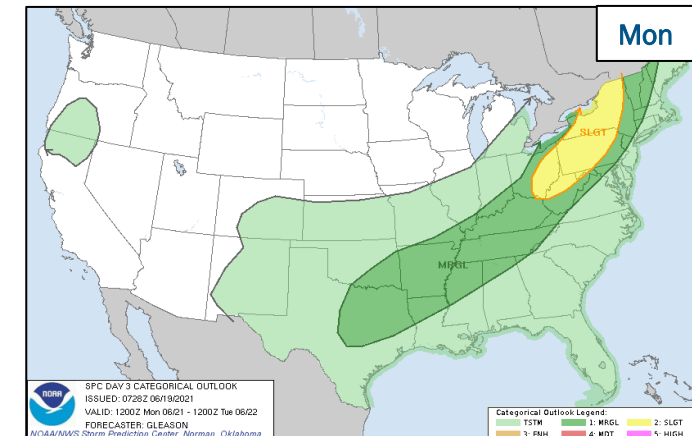 Mon
SLGT
MRGL
NOAA
SPC DAY 3 CATEGORICAL OUTLOOK
ISSUED: 0728Z 06/19/2021
VALID: 1200Z Mon 06/21 - 1200Z Tue 06/22
FORECASTER: GLEASON
NOAA/NWS Storm Prediction Center, Norman, Oklahoma
Categorical Outlook Legend:
TSTM 1: MRGL 2: SLGT
3: ENH 4: MDT 5: HIGH